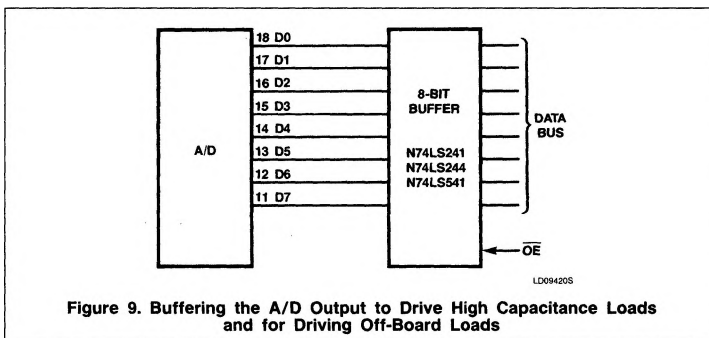 18 D0
17 D1
16 D2
15 D3
14 D4
13 D5
12 D6
11 D7
A/D
8-BIT
BUFFER
N74LS241
N74LS244
N74LS541
DATA
BUS
OE
LD09420S
Figure 9. Buffering the A/D Output to Drive High Capacitance Loads
and for Driving Off-Board Loads